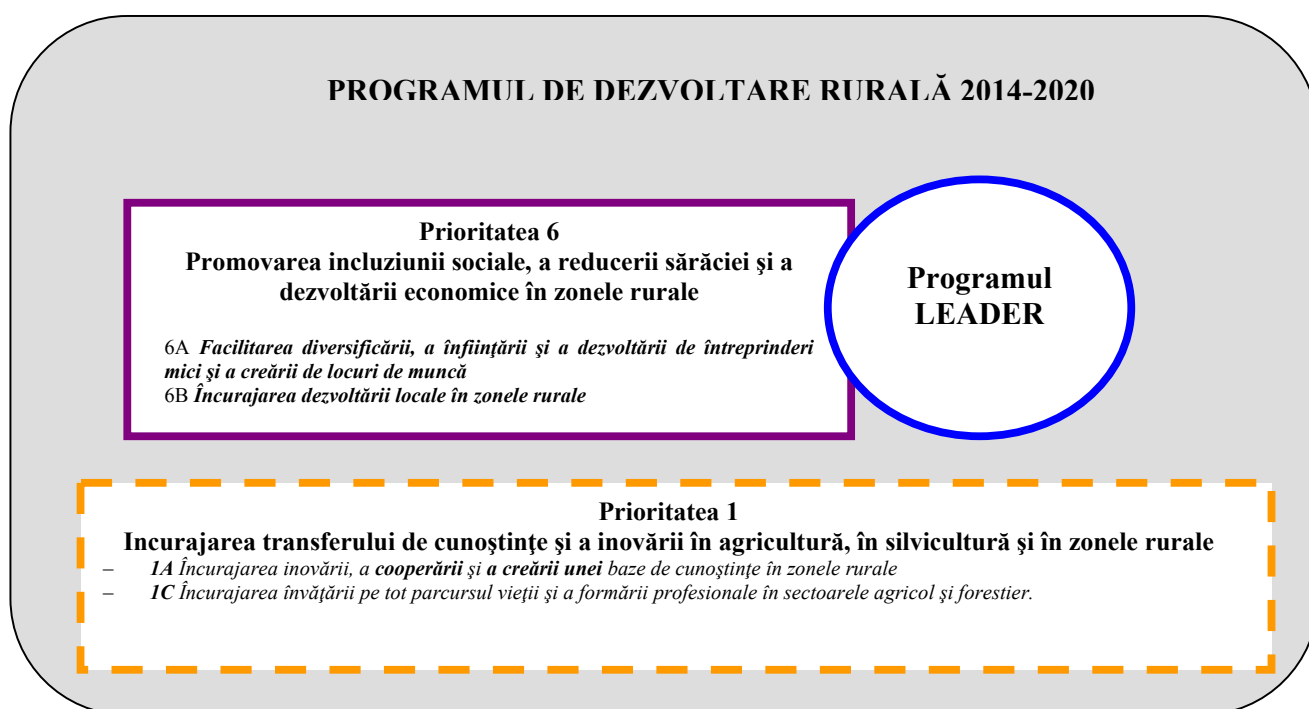 PROGRAMUL DE DEZVOLTARE RURALĂ 2014-2020
Prioritatea 6
Promovarea incluziunii sociale, a reducerii sărăciei şi a
dezvoltării economice în zonele rurale
6A Facilitarea diversificării, a înfiinţării şi a dezvoltării de întreprinderi
mici şi a creării de locuri de muncă
6B Încurajarea dezvoltării locale în zonele rurale
Programul
LEADER
Prioritatea 1
Incurajarea transferului de cunoştinţe şi a inovării în agricultură, în silvicultură şi în zonele rurale
– 1A Încurajarea inovării, a cooperării şi a creării unei baze de cunoştinţe în zonele rurale
– 1C Încurajarea învăţării pe tot parcursul vieţii şi a formării profesionale în sectoarele agricol şi forestier.